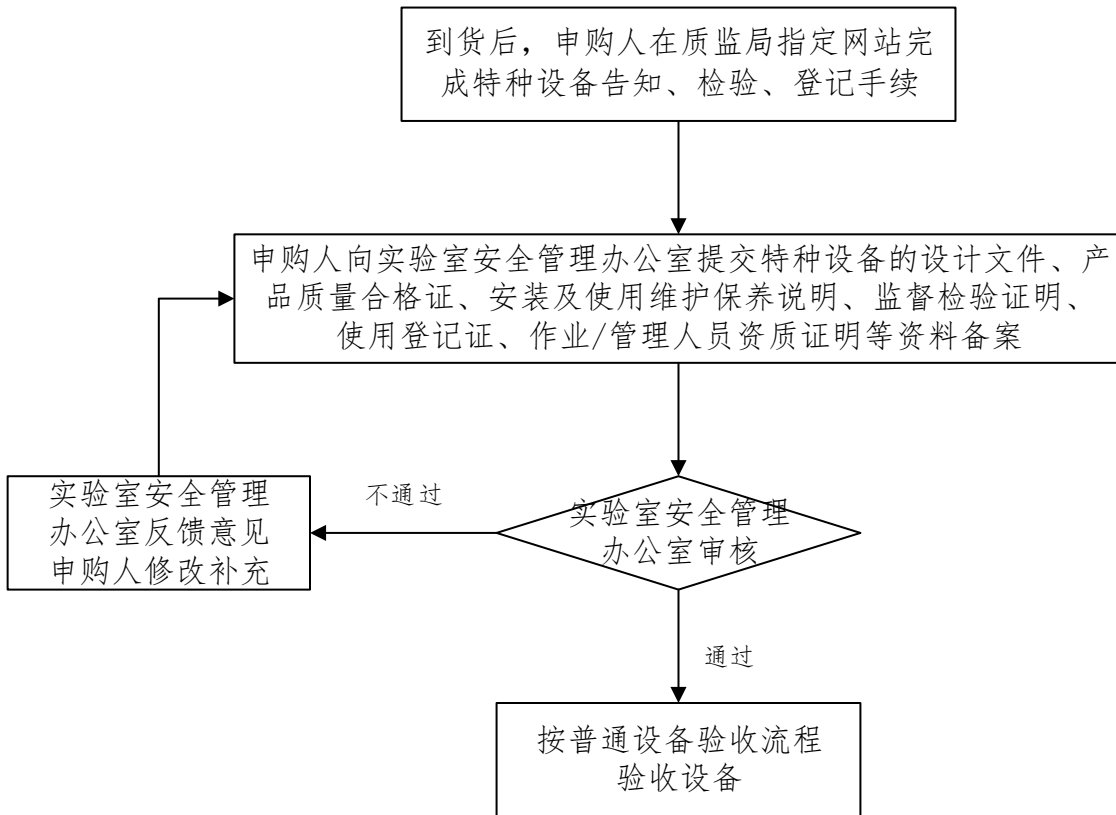 到货后，申购人在质监局指定网站完
成特种设备告知、检验、登记手续
申购人向实验室安全管理办公室提交特种设备的设计文件、产
品质量合格证、安装及使用维护保养说明、监督检验证明、
使用登记证、作业/管理人员资质证明等资料备案
实验室安全管理
办公室反馈意见
申购人修改补充
不通过
实验室安全管理
办公室审核
通过
按普通设备验收流程
验收设备